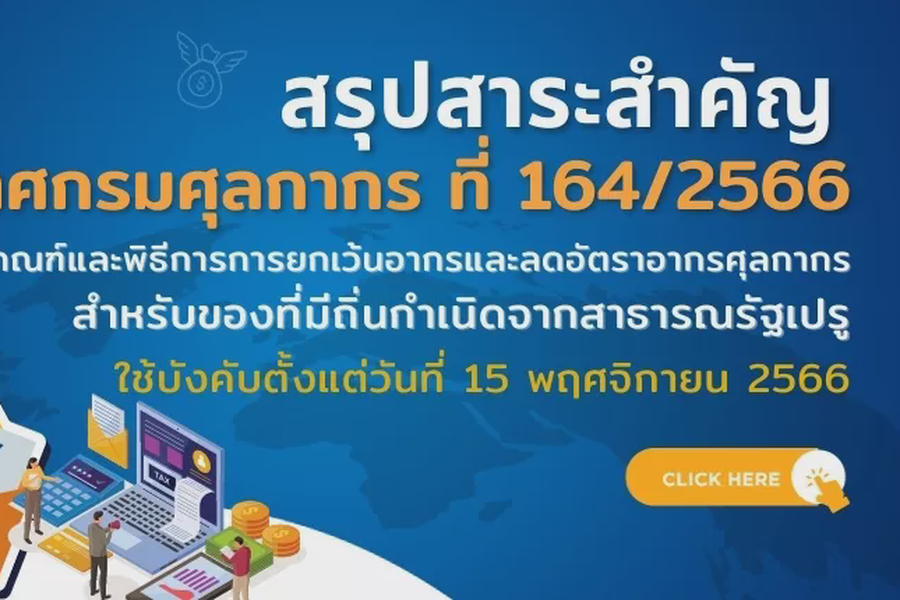 สรุปสาระสำคัญ
ศกรมศุลกากร ที่ 164/2566
ณฑ์และพิธีการการยกเว้นอากรและลดอัตราอากรศุลกากร
สำหรับของที่มีถิ่นกำเนิดจากสาธารณรัฐเปรู
ใช้บังคับตั้งแต่วันที่ 15 พฤศจิกายน 2566
TAX
CLICK HERE